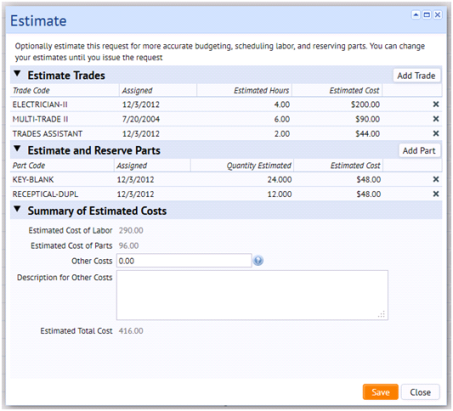 Estimate
Optionally estimate this request for more accurate budgeting, scheduling labor, and reserving parts. You can change
your estimates until you issue the request
Estimate Trades Add Trade
Trade Code Assigned Estimated Hours Estimated Cost
ELECTRICIAN-II 12/3/2012 4.00 $200.00
MULTI-TRADE II 7/20/2004 6.00 $90.00
TRADES ASSISTANT 12/3/2012 2.00 $44.00
Estimate and Reserve Parts Add Part
Part Code Assigned Quantity Estimated Estimated Cost
KEY-BLANK 12/3/2012 24.000 $48.00
RECEPTICAL-DUPL 12/3/2012 12.000 $48.00
Summary of Estimated Costs
Estimated Cost of Labor 290.00
Estimated Cost of Parts 96.00
Other Costs 0.00
Description for Other Costs
Estimated Total Cost 416.00
Save Close